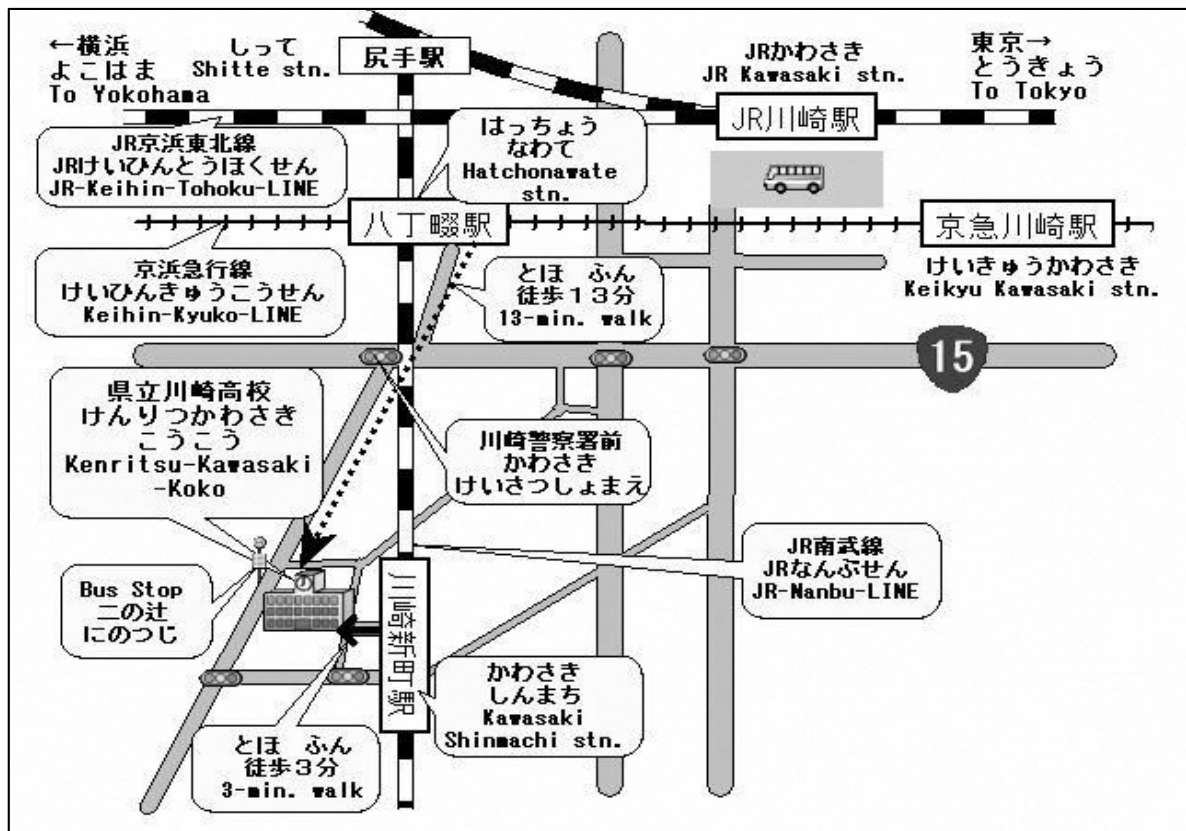 ←横浜
よこはま
To Yokohama
しって
Shitte stn.
尻手駅
JRかわさき
JR Kawasaki stn.
東京→
とうきょう
To Tokyo
JR川崎駅
JR京浜東北線
JRけいひんとうほくせん
JR-Keihin-Tohoku-LINE
はっちょう
なわて
Hatchonawate
stn.
八丁畷駅
京急川崎駅
けいきゅうかわさき
Keikyu Kawasaki stn.
京浜急行線
けいひんきゅうこうせん
Keihin-Kyuko-LINE
とほ ふん
徒歩13分
13-min. walk
15
県立川崎高校
けんりつかわさき
こうこう
Kenritsu-Kawasaki
-Koko
川崎警察署前
かわさき
けいさつしょまえ
JR南武線
JRなんぶせん
JR-Nanbu-LINE
Bus Stop
二の辻
にのつじ
川崎新町駅
かわさき
しんまち
Kawasaki
Shinmachi stn.
とほ ふん
徒歩3分
3-min. walk